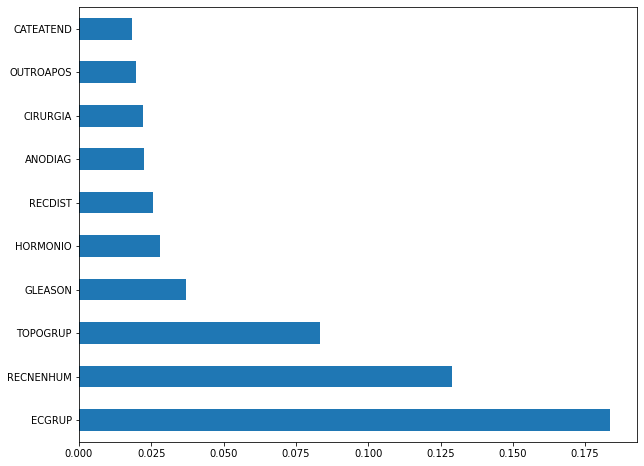 CATEATEND
OUTROAPOS
CIRURGIA
ANODIAG
RECDIST
HORMONIO
GLEASON
TOPOGRUP
RECNENHUM
ECGRUP
0.000 0.025 0.050 0.075 0.100 0.125 0.150 0.175